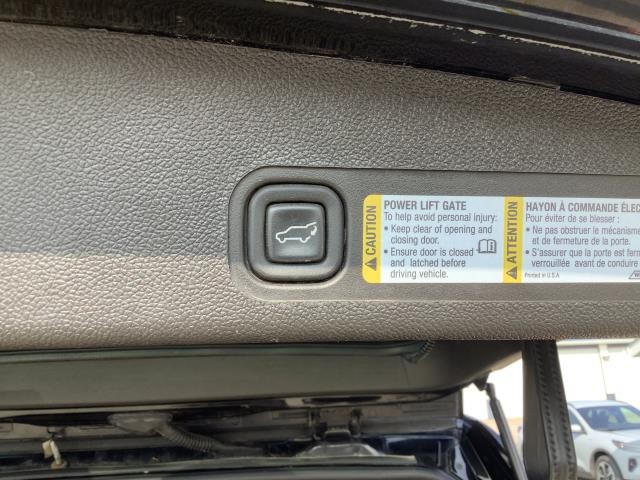 CAUTION
POWER LIFT GATE
To help avoid personal injury:
• Keep clear of opening and
closing door.
• Ensure door is closed
and latched before
driving vehicle.
ATTENTION
HAYON À COMMANDE ÉLEC
Pour éviter de se blesser :
• Ne pas obstruer le mécanisme
et de fermeture de la porte.
• S'assurer que la porte est ferm
verrouillée avant de conduire
Printed in U.S.A